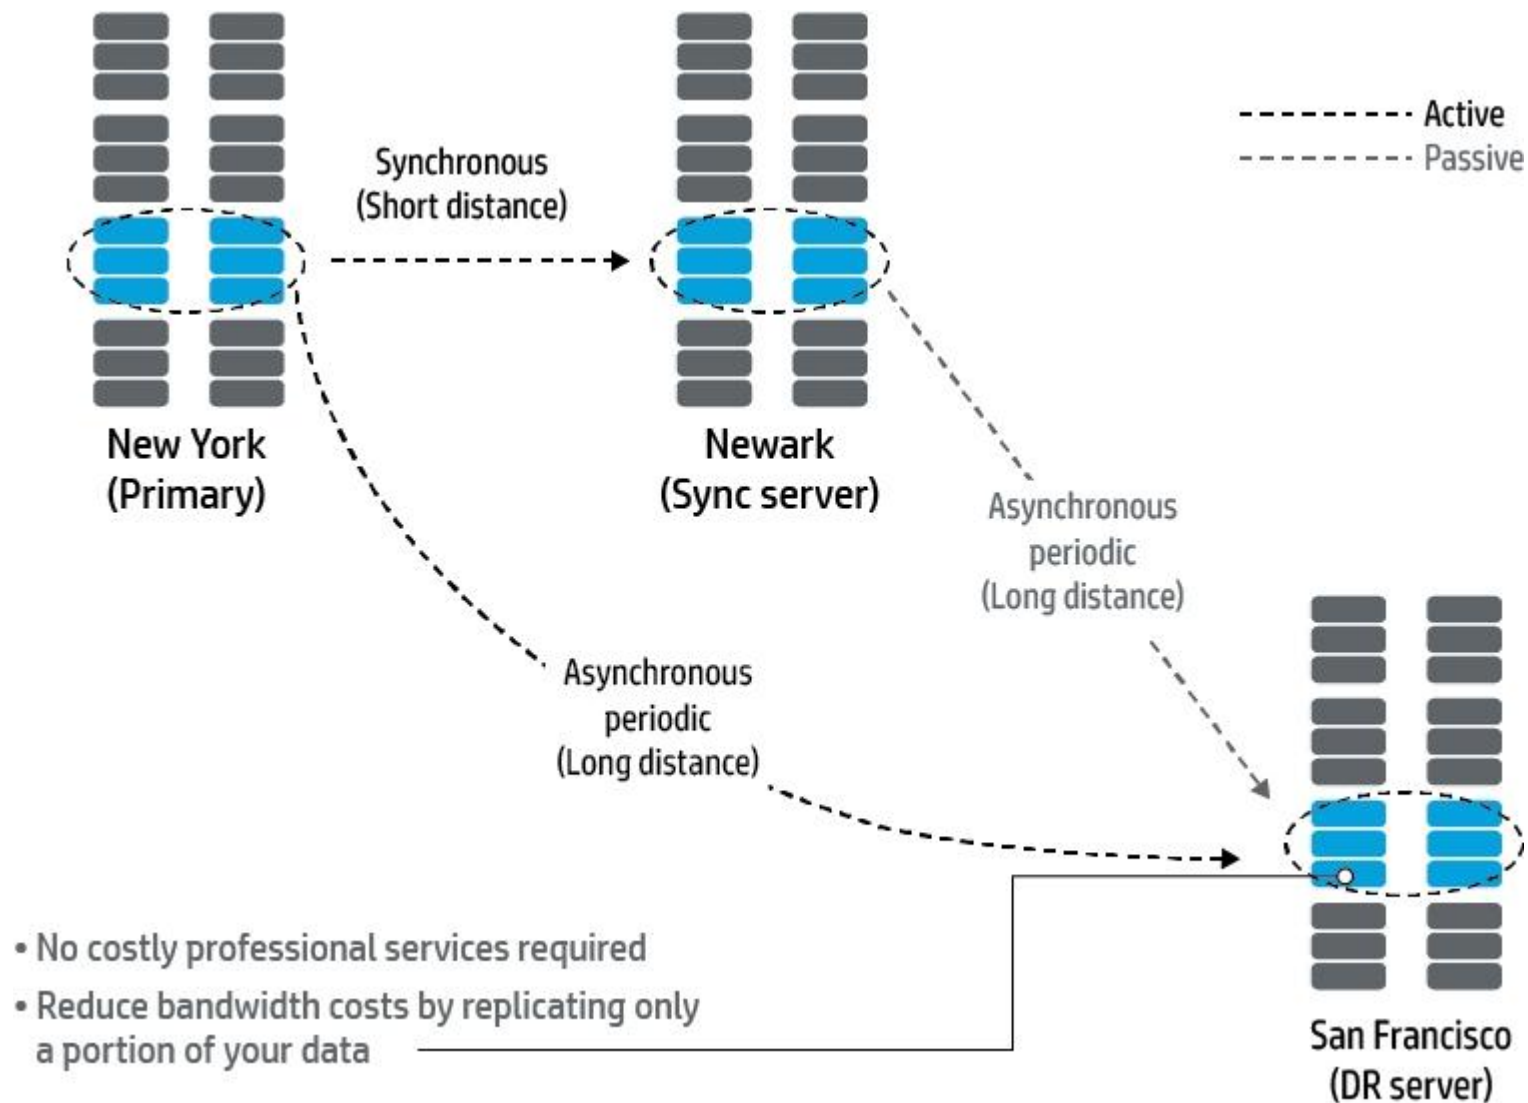 Active
Passive
Synchronous
(Short distance)
New York
(Primary)
Newark
(Sync server)
Asynchronous
periodic
(Long distance)
Asynchronous
periodic
(Long distance)
• No costly professional services required
• Reduce bandwidth costs by replicating only
a portion of your data
San Francisco
(DR server)